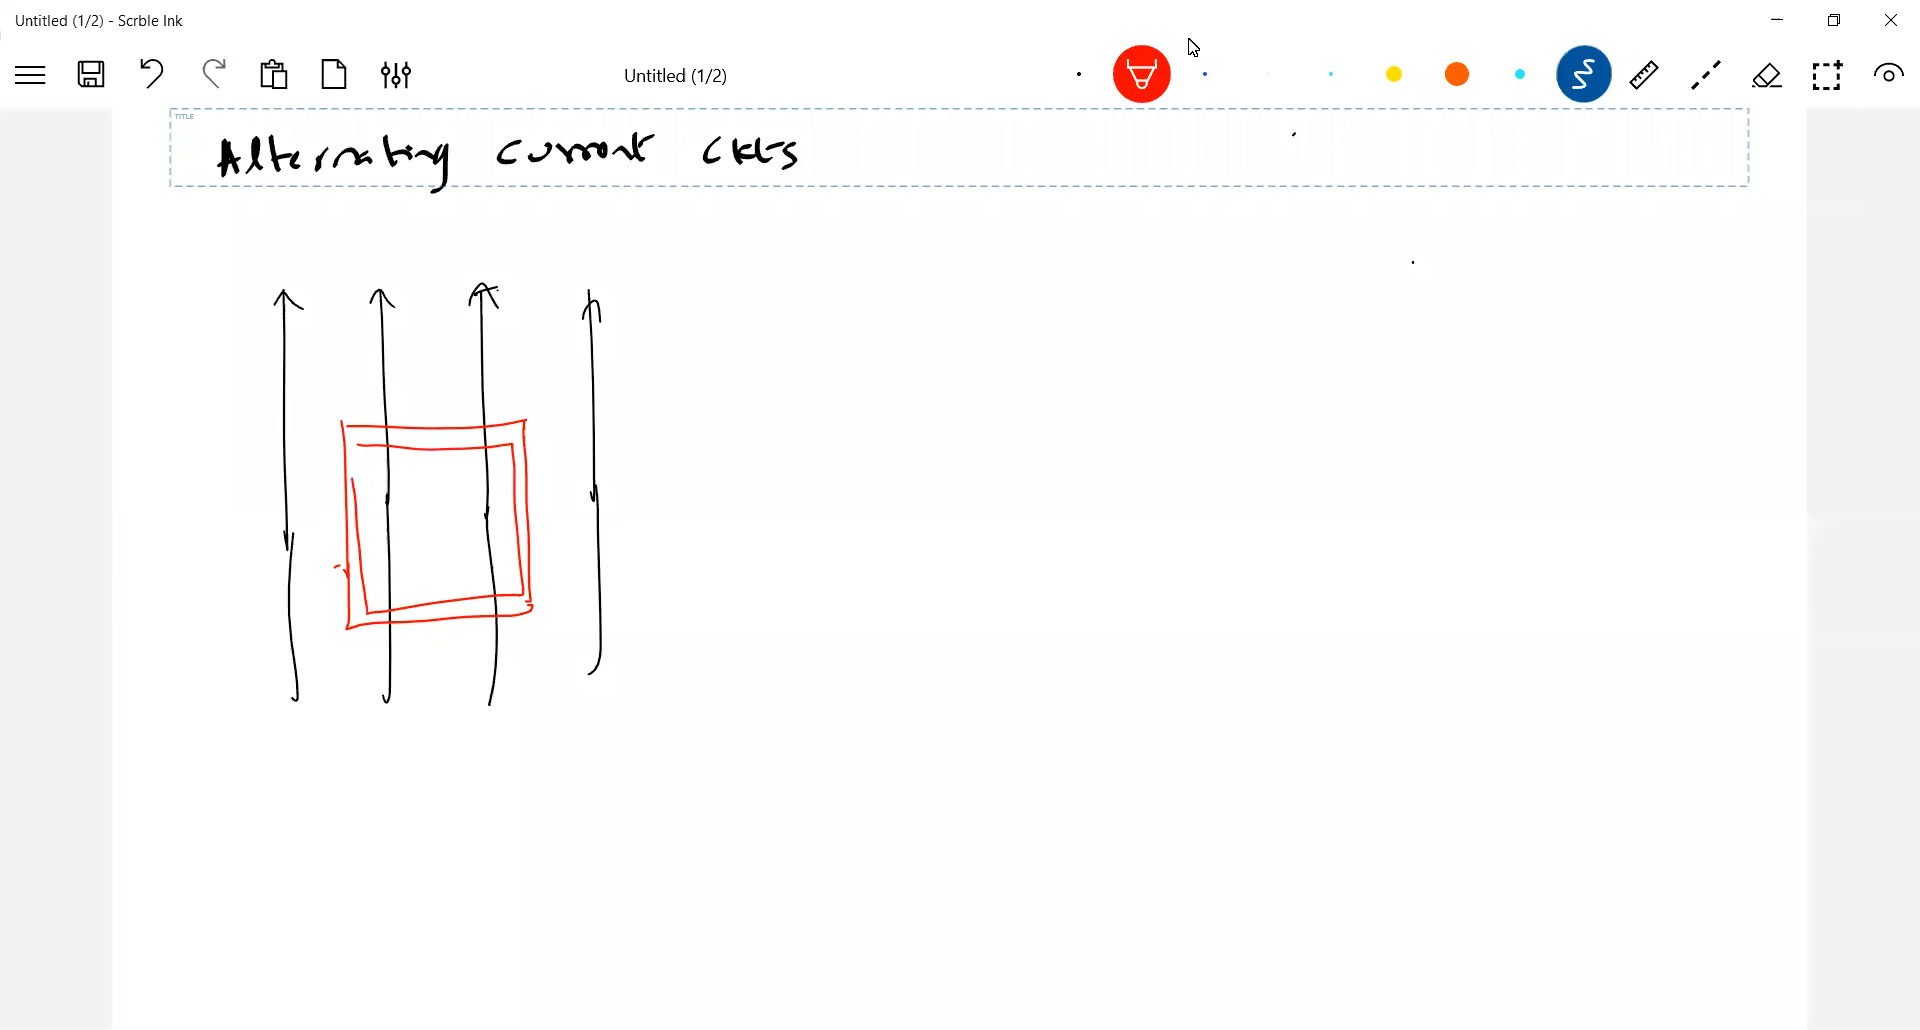 Untitled (1/2) - Scrble Ink
Untitled (1/2)
TITLE
Alternating Current Ckts